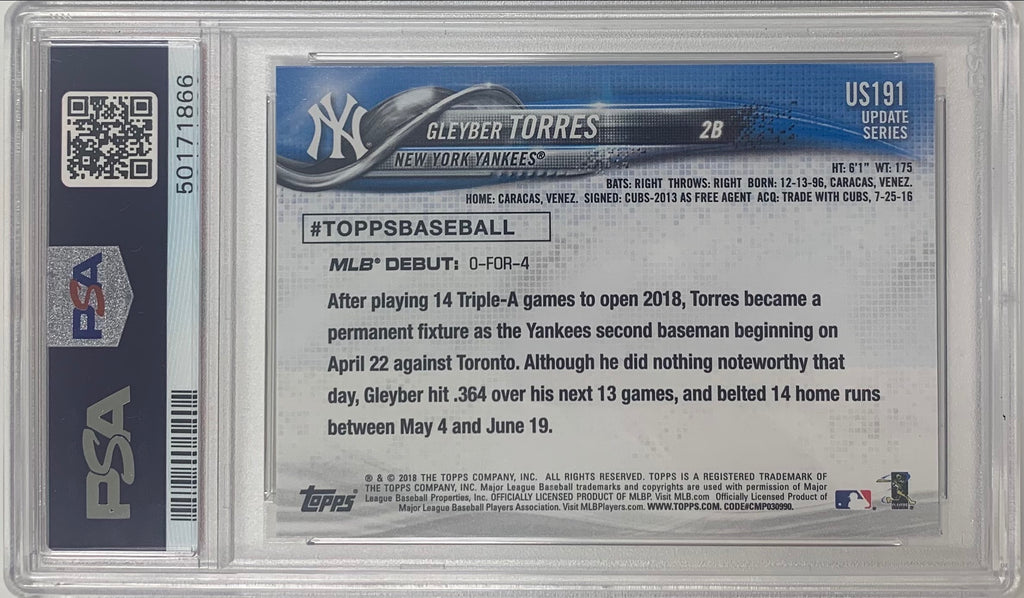 50171866
PSA
PSA
NY
GLEYBER TORRES
2B
NEW YORK YANKEES®
US191
UPDATE
SERIES
HT: 6'1" WT: 175
BATS: RIGHT THROWS: RIGHT BORN: 12-13-96, CARACAS, VENEZ.
HOME: CARACAS, VENEZ. SIGNED: CUBS-2013 AS FREE AGENT ACQ: TRADE WITH CUBS, 7-25-16
#TOPPSBASEBALL
MLB® DEBUT: 0-FOR-4
After playing 14 Triple-A games to open 2018, Torres became a
permanent fixture as the Yankees second baseman beginning on
April 22 against Toronto. Although he did nothing noteworthy that
day, Gleyber hit .364 over his next 13 games, and belted 14 home runs
between May 4 and June 19.
Topps®
® & © 2018 THE TOPPS COMPANY, INC. ALL RIGHTS RESERVED. TOPPS IS A REGISTERED TRADEMARK OF
THE TOPPS COMPANY, INC. Major League Baseball trademarks and copyrights are used with permission of Major
League Baseball Properties, Inc. OFFICIALLY LICENSED PRODUCT OF MLBP. Visit MLB.com Officially Licensed Product of
Major League Baseball Players Association. Visit MLBPlayers.com. WWW.TOPPS.COM. CODE#CMP030990.